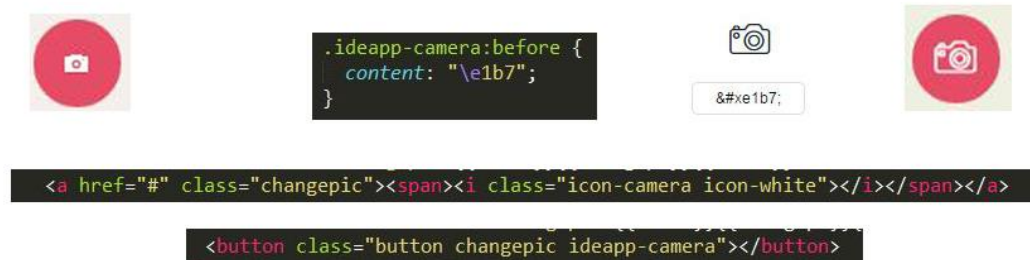 .ideapp-camera:before {
content: "\e1b7";
}
&#xe1b7;
<a href="#" class="changepic"><span><i class="icon-camera icon-white"></i></span></a>
<button class="button changepic ideapp-camera"></button>